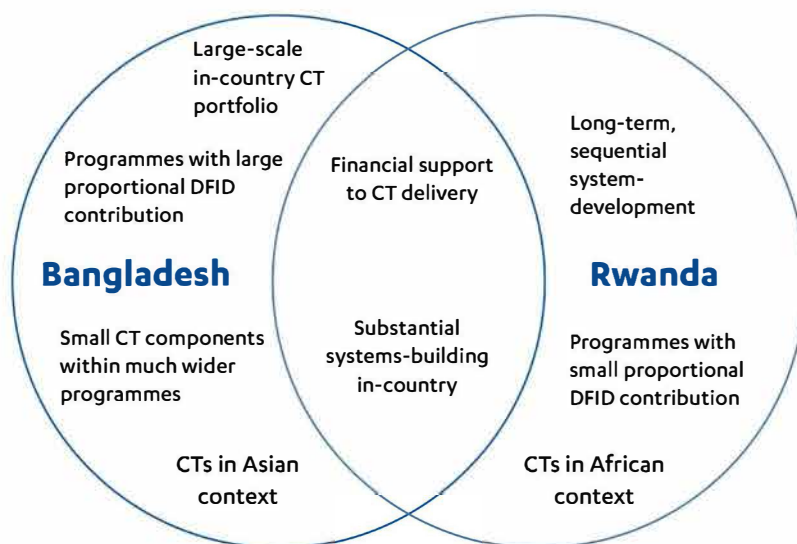 Large-scale
in-country CT
portfolio
Programmes with large
proportional DFID
contribution
Bangladesh
Small CT components
within much wider
programmes
CTs in Asian
context
Financial support
to CT delivery
Substantial
systems-building
in-country
Long-term,
sequential
system-
development
Rwanda
Programmes with
small proportional
DFID contribution
CTs in African
context